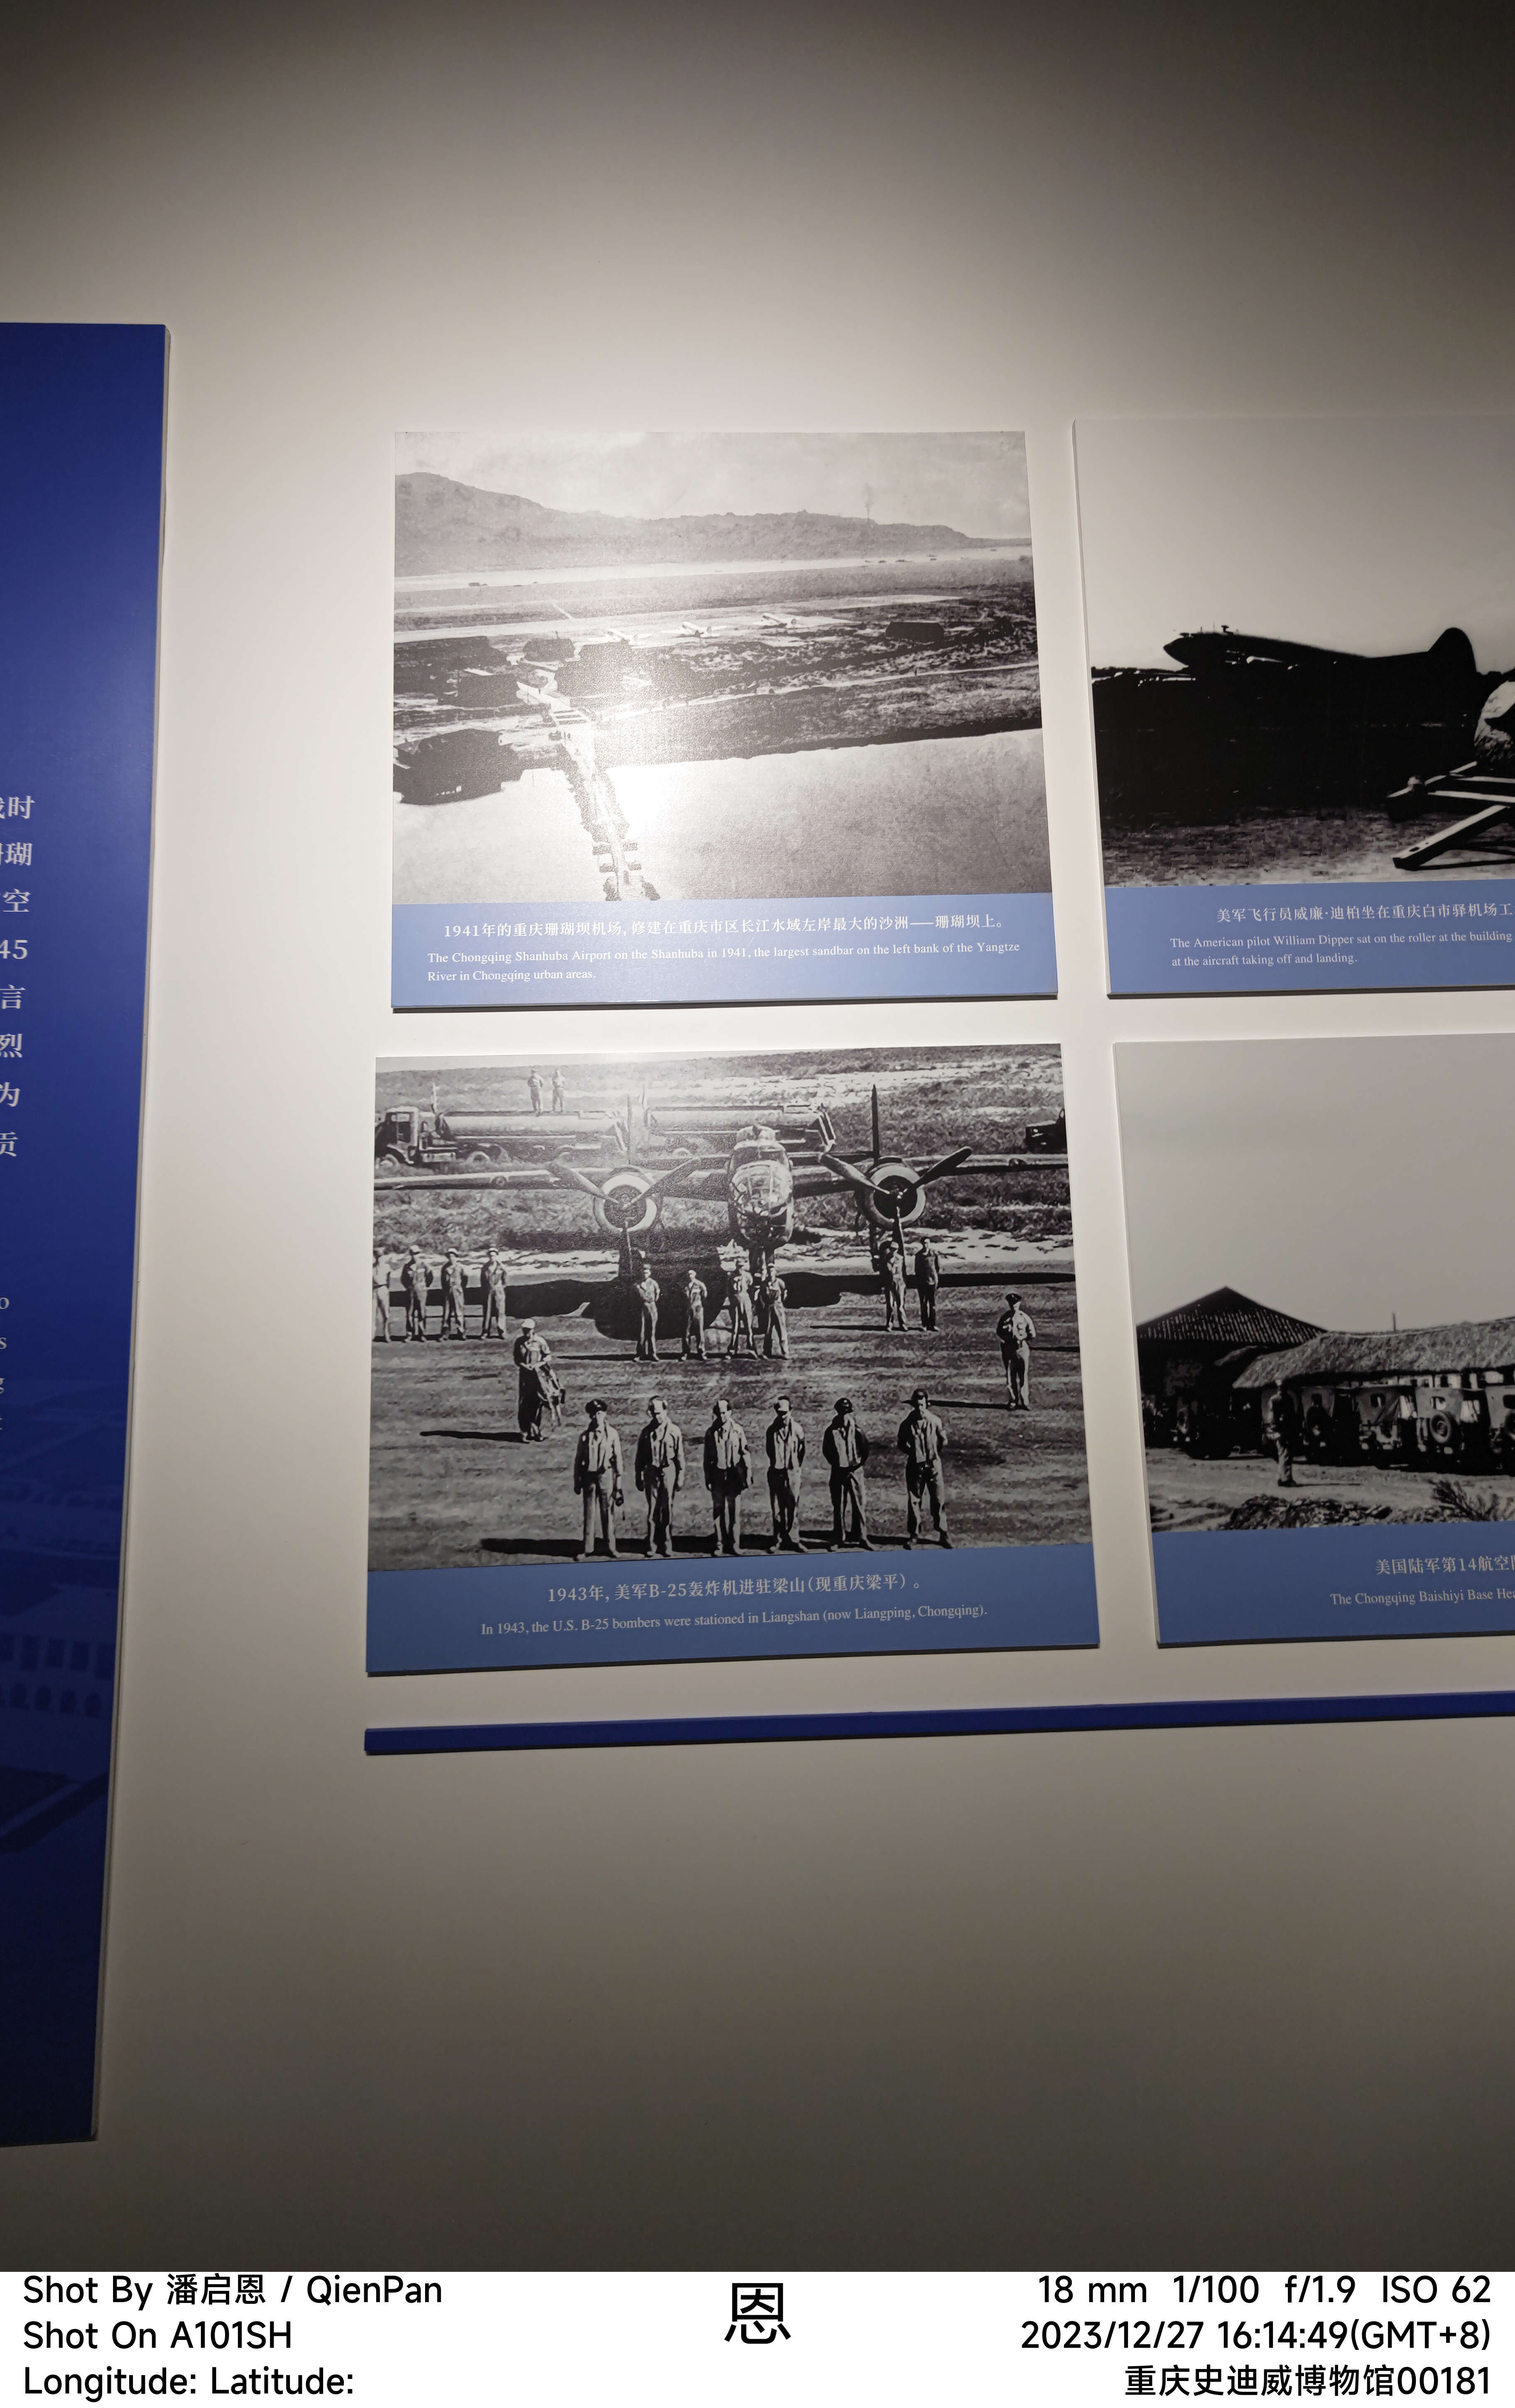 时
瑚
空
45
言
烈
为
贡
1941年的重庆珊瑚坝机场,修建在重庆市区长江水域左岸最大的沙洲——珊瑚坝上。
The Chongqing Shanhuba Airport on the Shanhuba in 1941, the largest sandbar on the left bank of the Yangtze
River in Chongqing urban areas.
美军飞行员威廉·迪柏坐在重庆白市驿机场工
The American pilot William Dipper sat on the roller at the building
at the aircraft taking off and landing.
1943年,美军B-25轰炸机进驻梁山(现重庆梁平)。
In 1943, the U.S. B-25 bombers were stationed in Liangshan (now Liangping, Chongqing).
美国陆军第14航空
The Chongqing Baishiyi Base Hea
Shot By 潘启恩 / QienPan
Shot On A101SH
Longitude: Latitude:
恩
18 mm 1/100 f/1.9 ISO 62
2023/12/27 16:14:49(GMT+8)
重庆史迪威博物馆00181